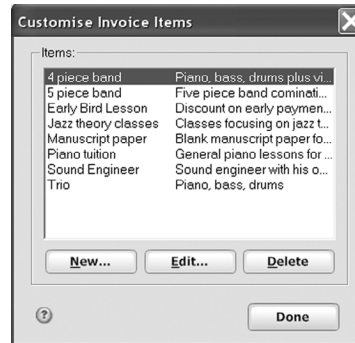 Customise Invoice Items
Items:
4 piece band Piano, bass, drums plus vi...
5 piece band Five piece band cominati...
Early Bird Lesson Discount on early paymen...
Jazz theory classes Classes focusing on jazz t...
Manuscript paper Blank manuscript paper fo...
Piano tuition General piano lessons for ...
Sound Engineer Sound engineer with his o...
Trio Piano, bass, drums
New... Edit... Delete
? Done